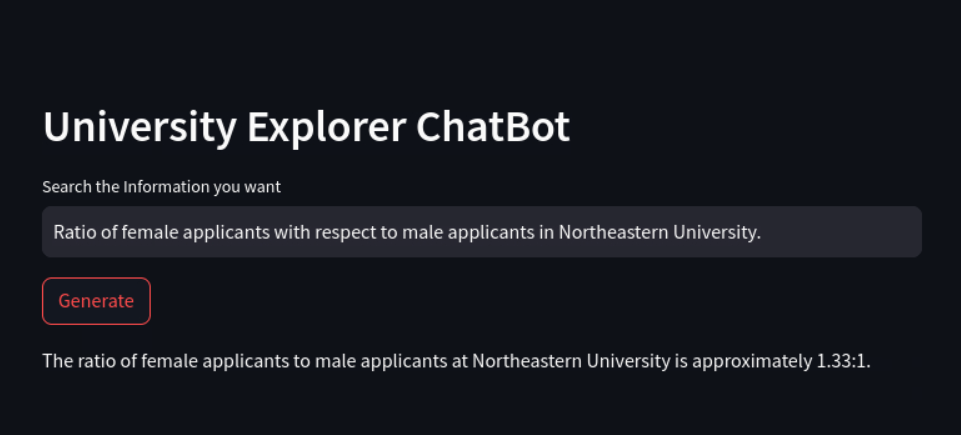 University Explorer ChatBot
Search the Information you want
Ratio of female applicants with respect to male applicants in Northeastern University.
Generate
The ratio of female applicants to male applicants at Northeastern University is approximately 1.33:1.